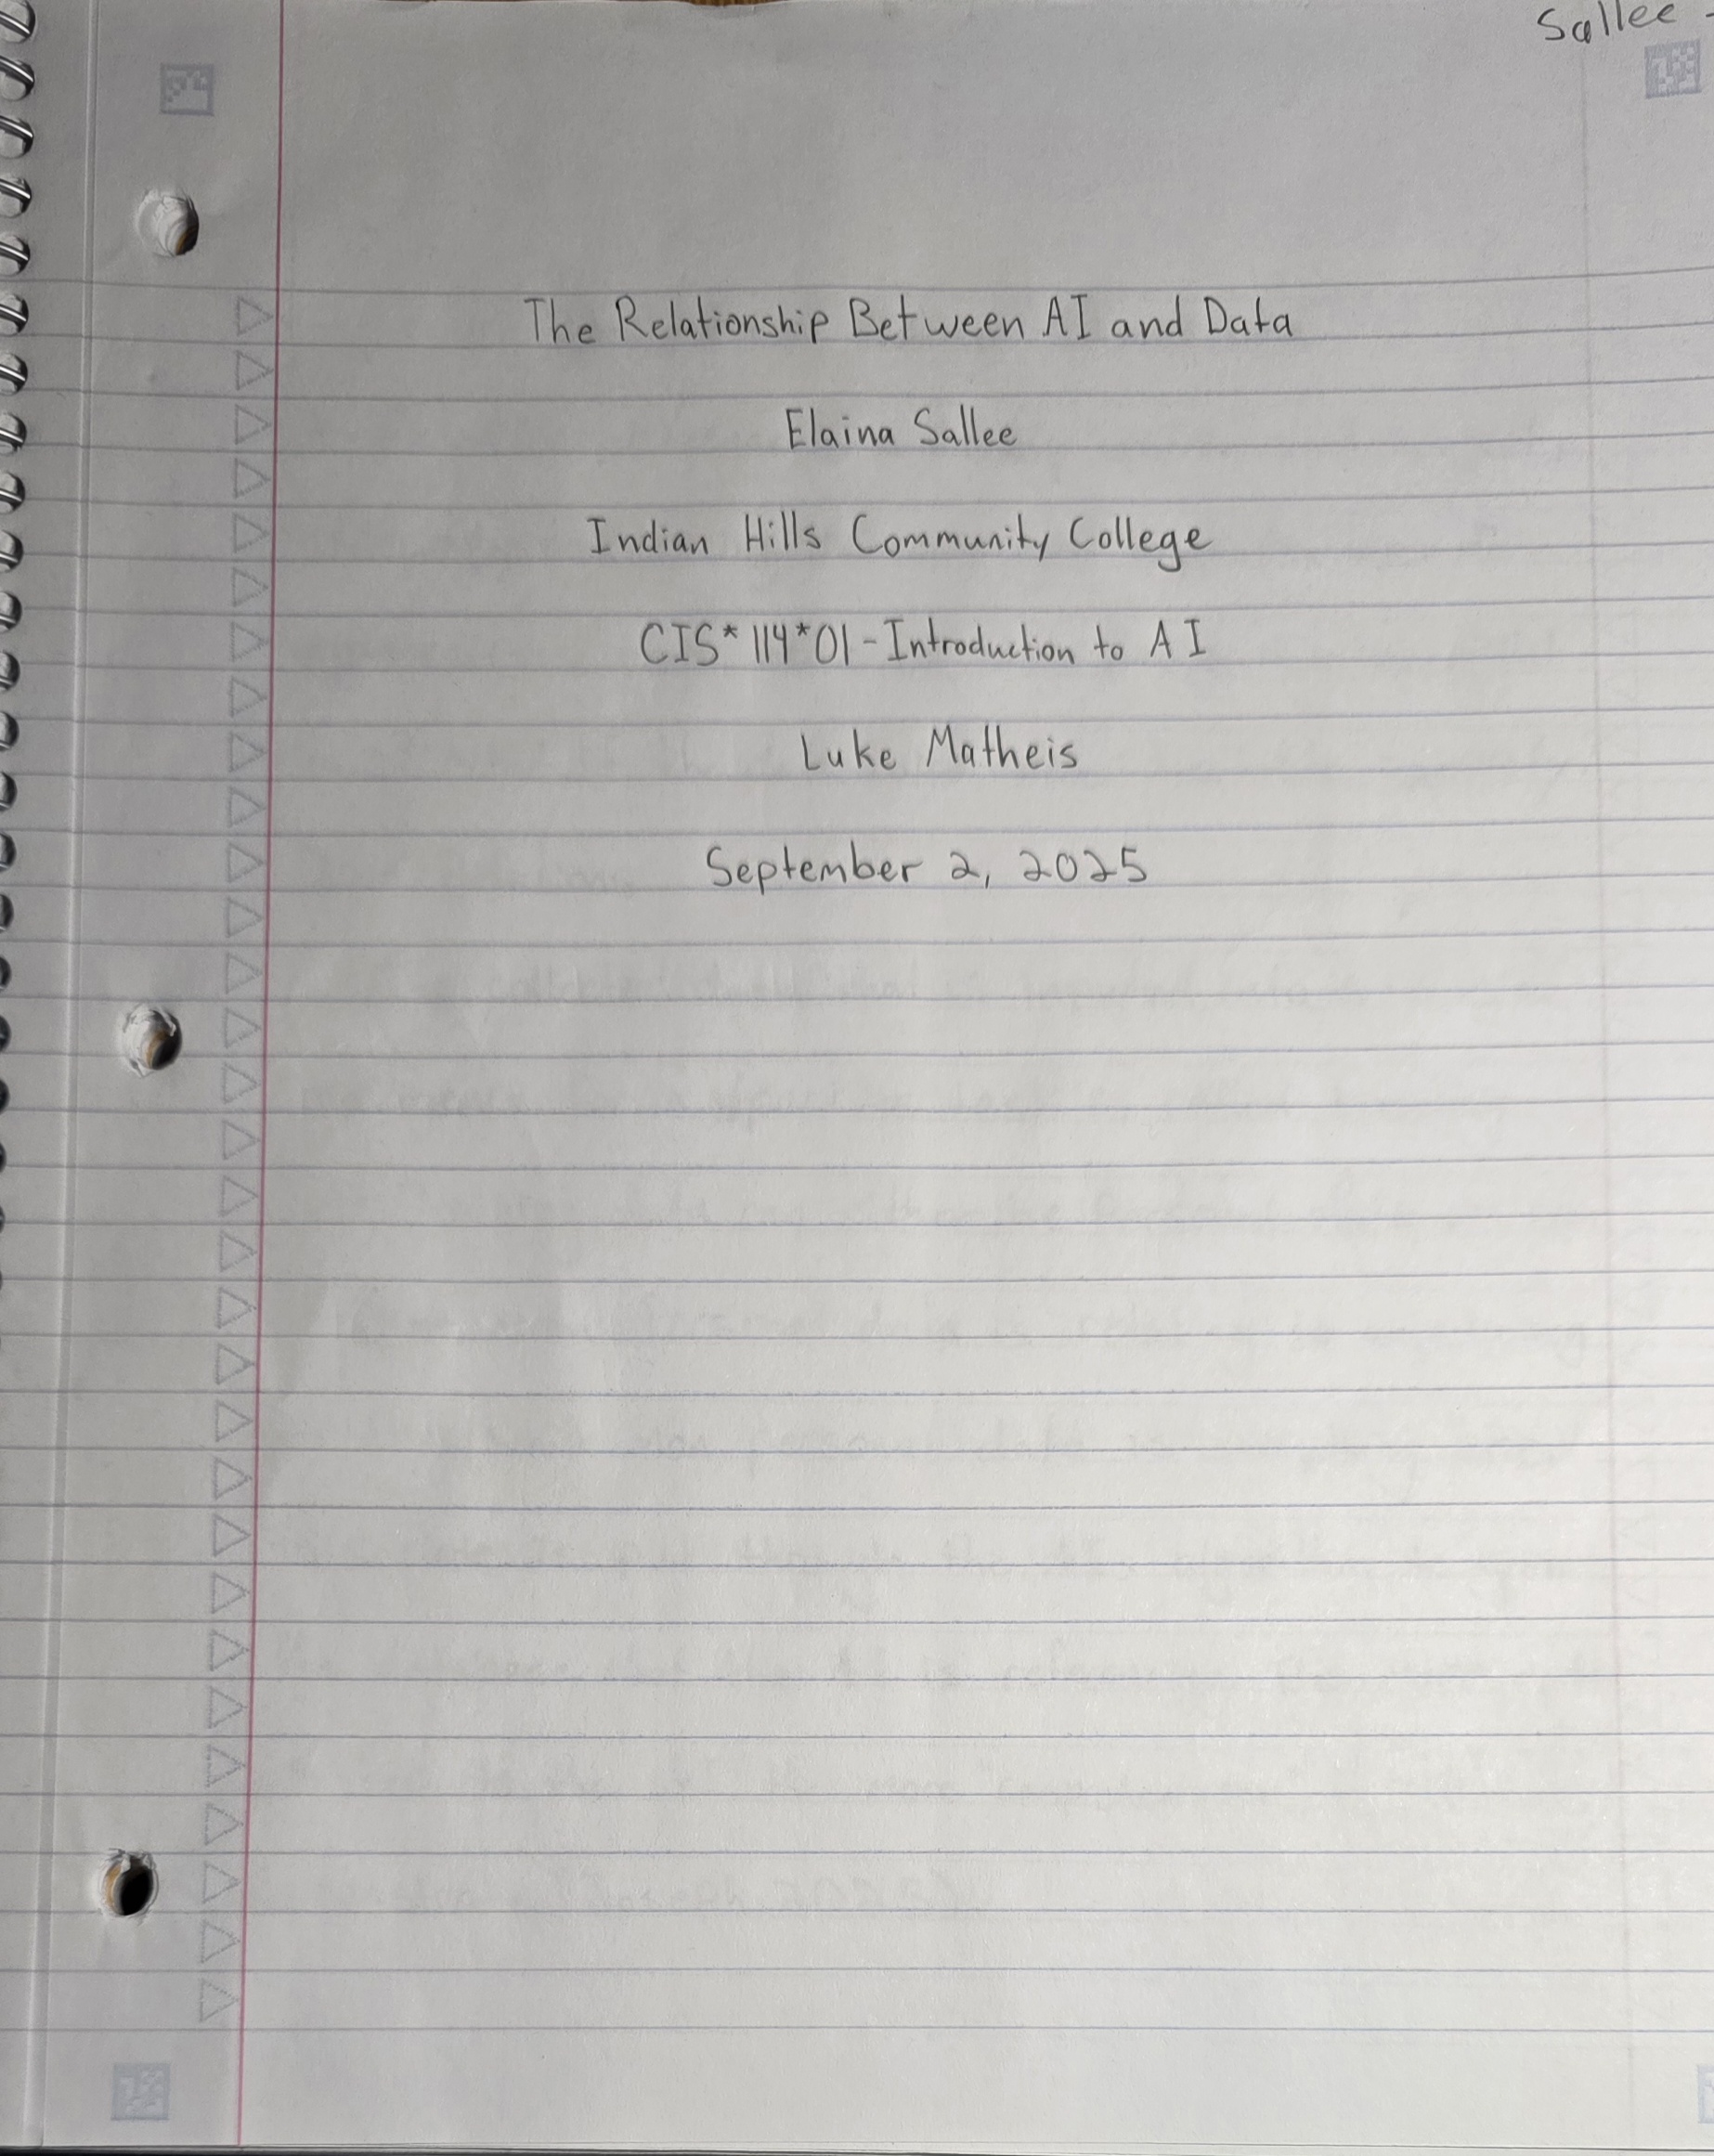 Sallee -
The Relationship Between AI and Data
Elaina Sallee
Indian Hills Community College
CIS*114*01-Introduction to AI
Luke Matheis
September 2, 2025